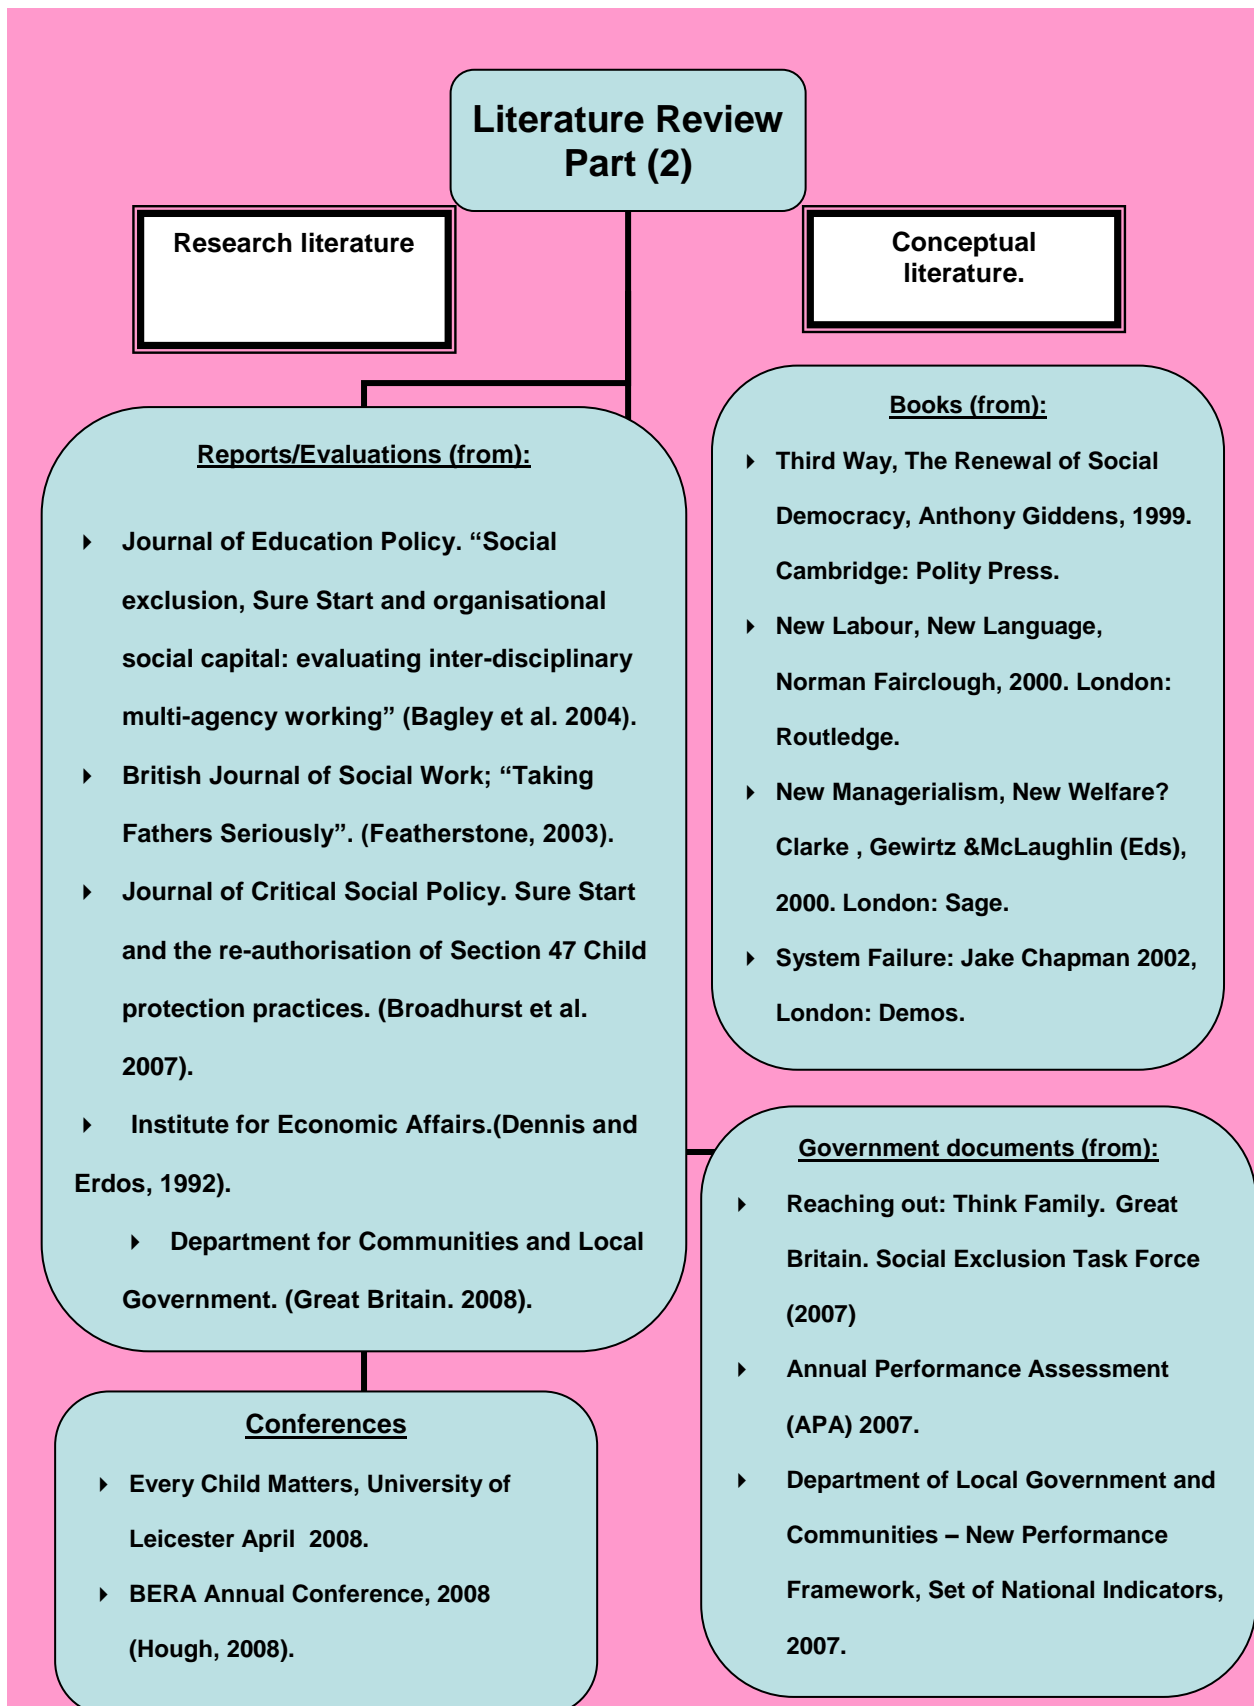 Literature Review
Part (2)
Research literature
Conceptual
literature.
Reports/Evaluations (from):
‣ Journal of Education Policy. “Social
exclusion, Sure Start and organisational
social capital: evaluating inter-disciplinary
multi-agency working” (Bagley et al. 2004).
‣ British Journal of Social Work; “Taking
Fathers Seriously”. (Featherstone, 2003).
‣ Journal of Critical Social Policy. Sure Start
and the re-authorisation of Section 47 Child
protection practices. (Broadhurst et al.
2007).
‣ Institute for Economic Affairs.(Dennis and
Erdos, 1992).
‣ Department for Communities and Local
Government. (Great Britain. 2008).
Books (from):
‣ Third Way, The Renewal of Social
Democracy, Anthony Giddens, 1999.
Cambridge: Polity Press.
‣ New Labour, New Language,
Norman Fairclough, 2000. London:
Routledge.
‣ New Managerialism, New Welfare?
Clarke , Gewirtz &McLaughlin (Eds),
2000. London: Sage.
‣ System Failure: Jake Chapman 2002,
London: Demos.
Conferences
‣ Every Child Matters, University of
Leicester April 2008.
‣ BERA Annual Conference, 2008
(Hough, 2008).
Government documents (from):
‣ Reaching out: Think Family. Great
Britain. Social Exclusion Task Force
(2007)
‣ Annual Performance Assessment
(APA) 2007.
‣ Department of Local Government and
Communities – New Performance
Framework, Set of National Indicators,
2007.